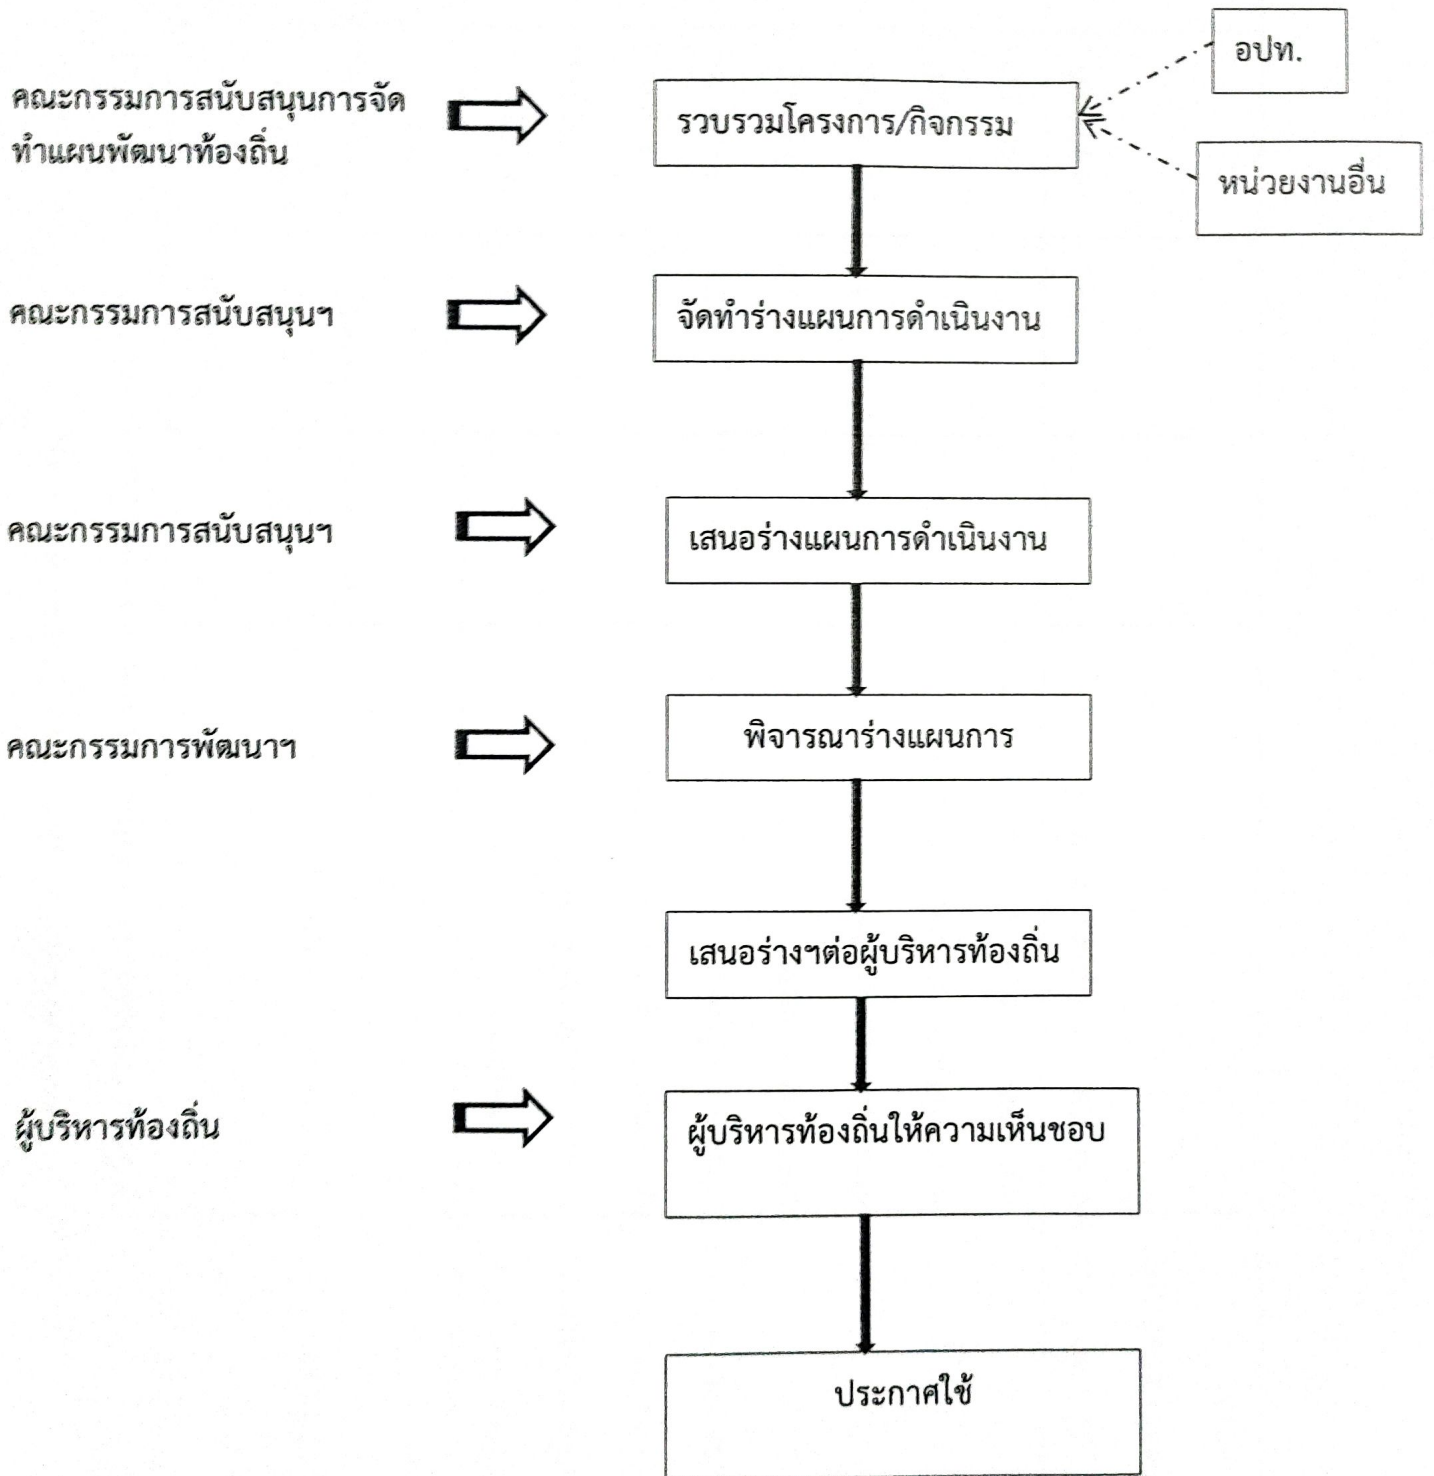 อปท.
คณะกรรมการสนับสนุนการจัด
ทำแผนพัฒนาท้องถิ่น
รวบรวมโครงการ/กิจกรรม
หน่วยงานอื่น
คณะกรรมการสนับสนุนฯ
จัดทำร่างแผนการดำเนินงาน
คณะกรรมการสนับสนุนฯ
เสนอร่างแผนการดำเนินงาน
คณะกรรมการพัฒนาฯ
พิจารณาร่างแผนการ
เสนอร่างฯต่อผู้บริหารท้องถิ่น
ผู้บริหารท้องถิ่น
ผู้บริหารท้องถิ่นให้ความเห็นชอบ
ประกาศใช้